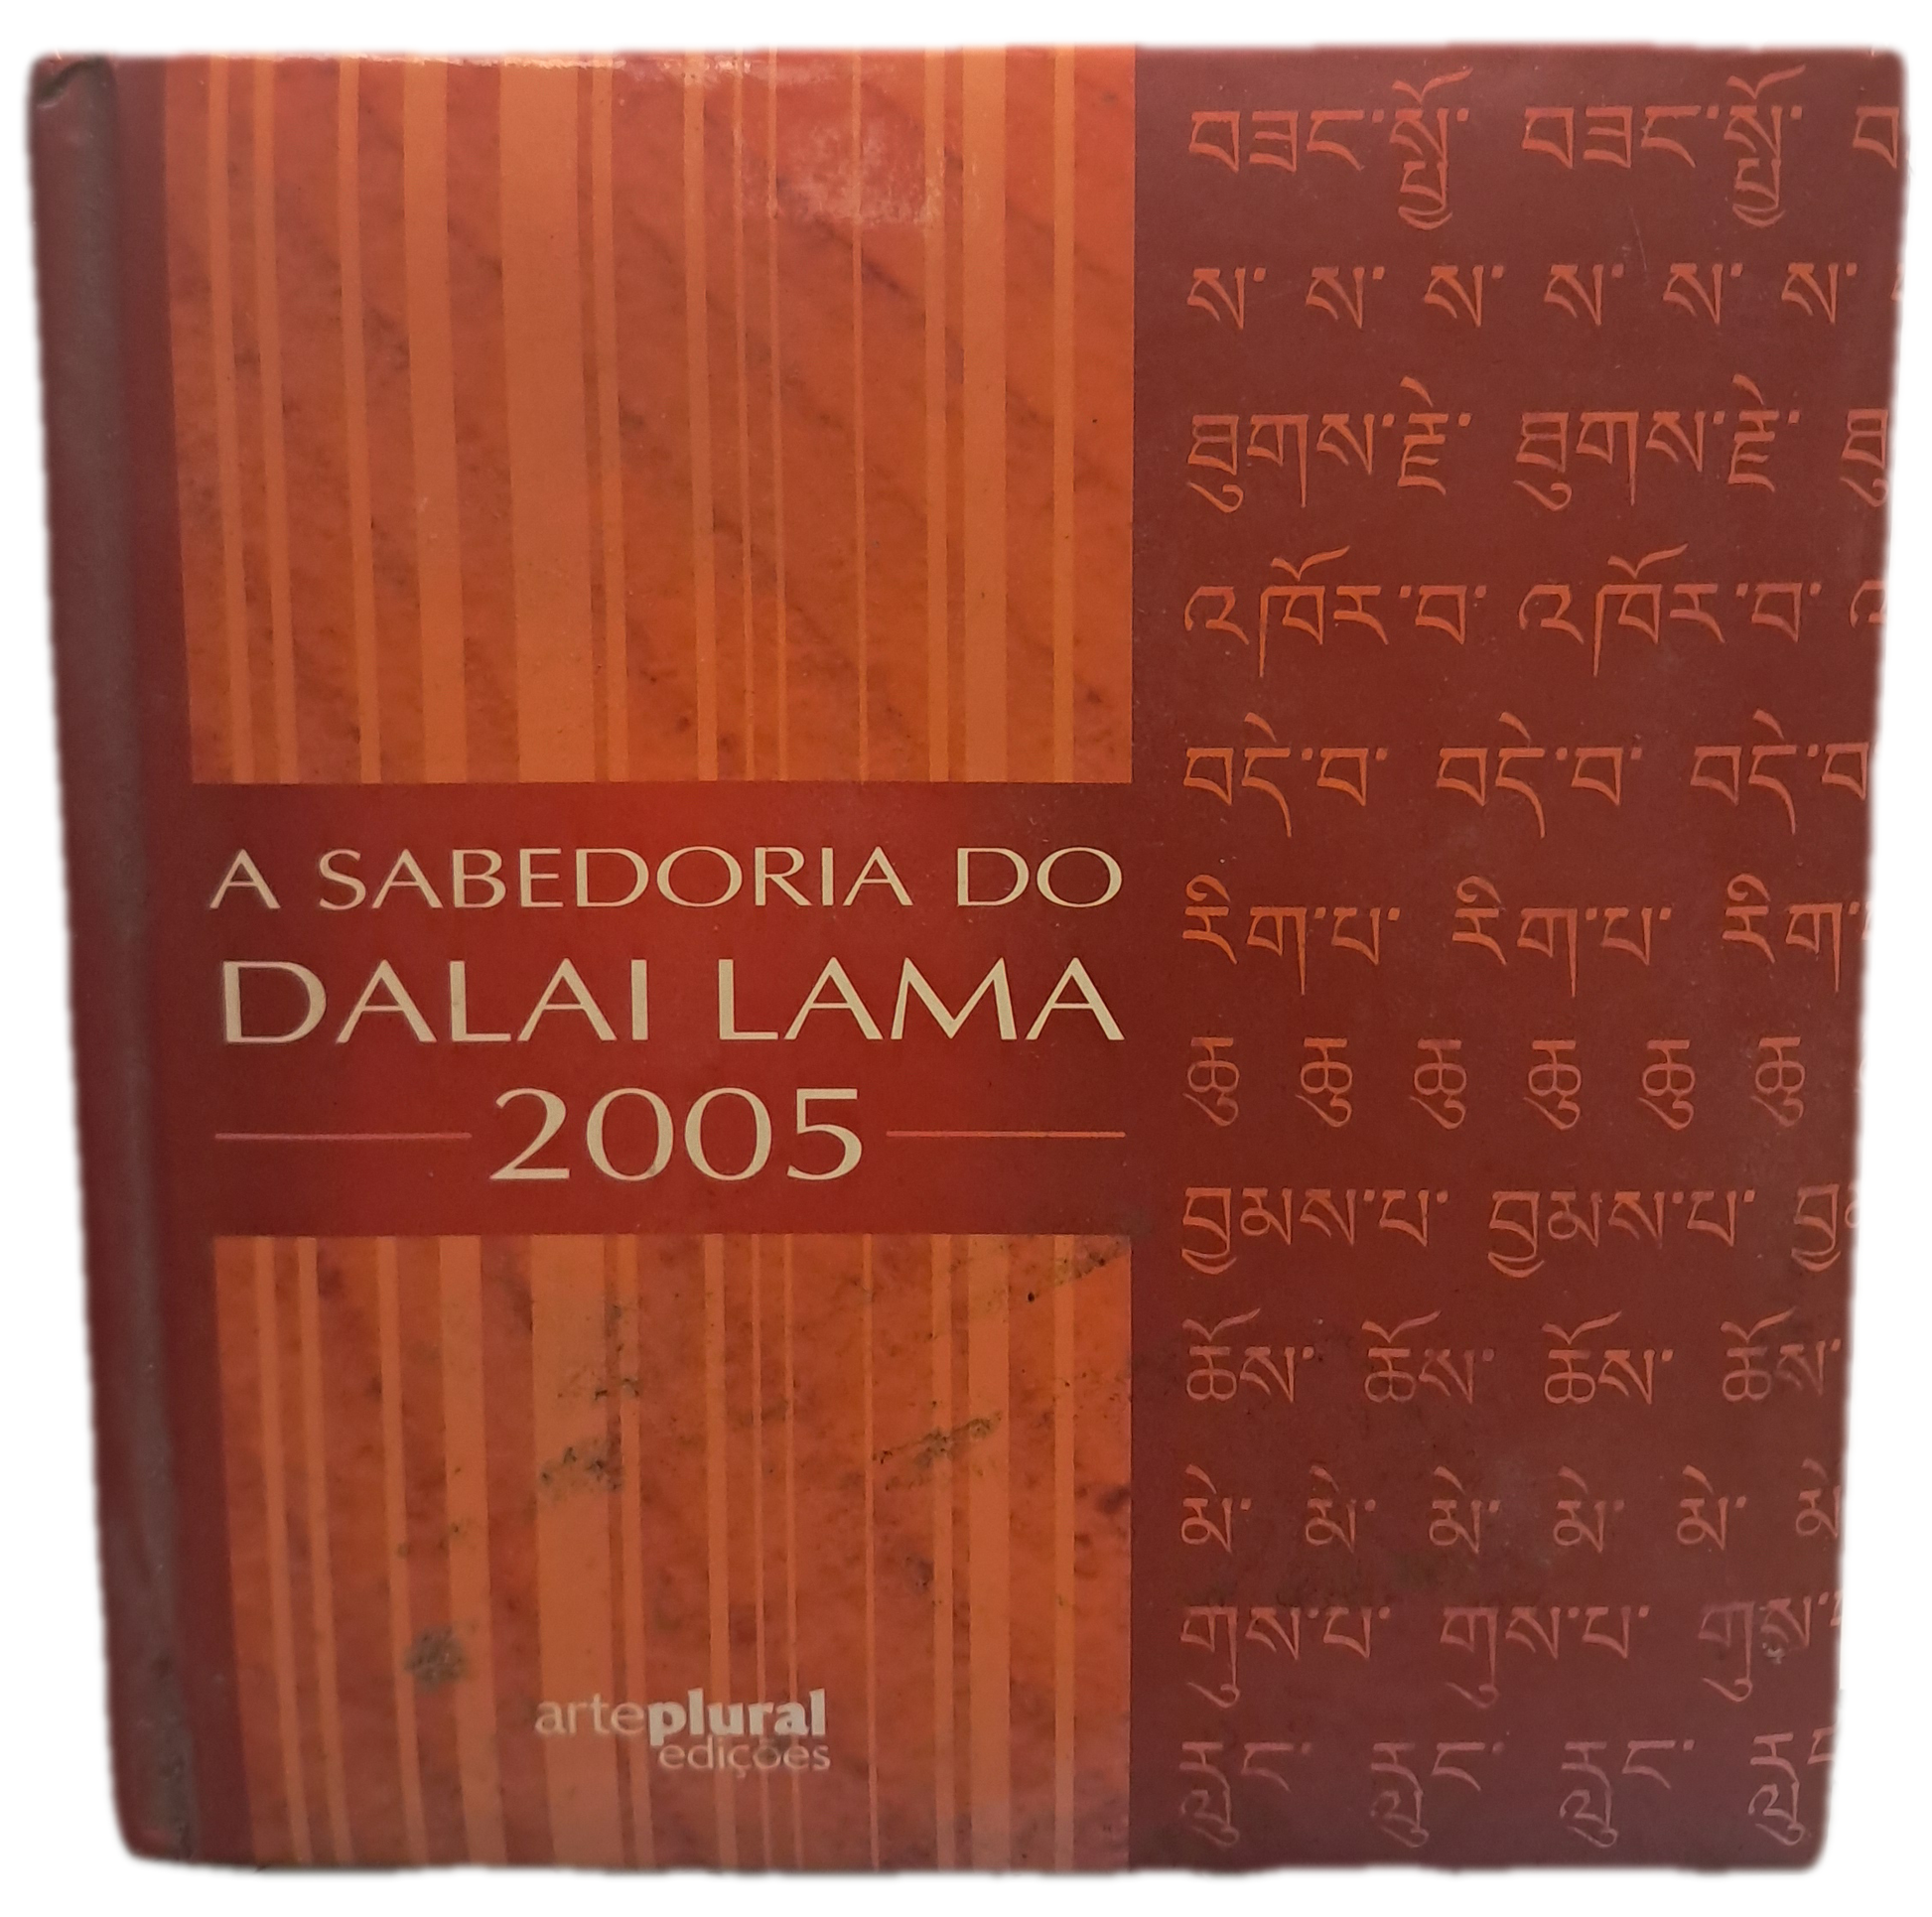 A SABEDORIA DO
DALAI LAMA
2005
arteplural
edições
བཟང་སྤྱོ་ བཟང་སྤྱོ་
ས་ ས་ ས་ ས་ ས་ ས་
ཐུགས་རྗེ་ ཐུགས་རྗེ་
འཁོར་བ་ འཁོར་བ་
བདེ་བ་ བདེ་བ་ བདེ་བ
རིག་པ་ རིག་པ་ རིག་
ཆུ ཆུ ཆུ ཆུ ཆུ ཆུ
བྱམས་པ་ བྱམས་པ་
ཆོས་ ཆོས་ ཆོས་ ཆོས་
མེ་ མེ་ མེ་ མེ་ མེ་ མེ
གུས་པ་ གུས་པ་ གུས་
རླུང་ རླུང་ རླུང་ རླུང